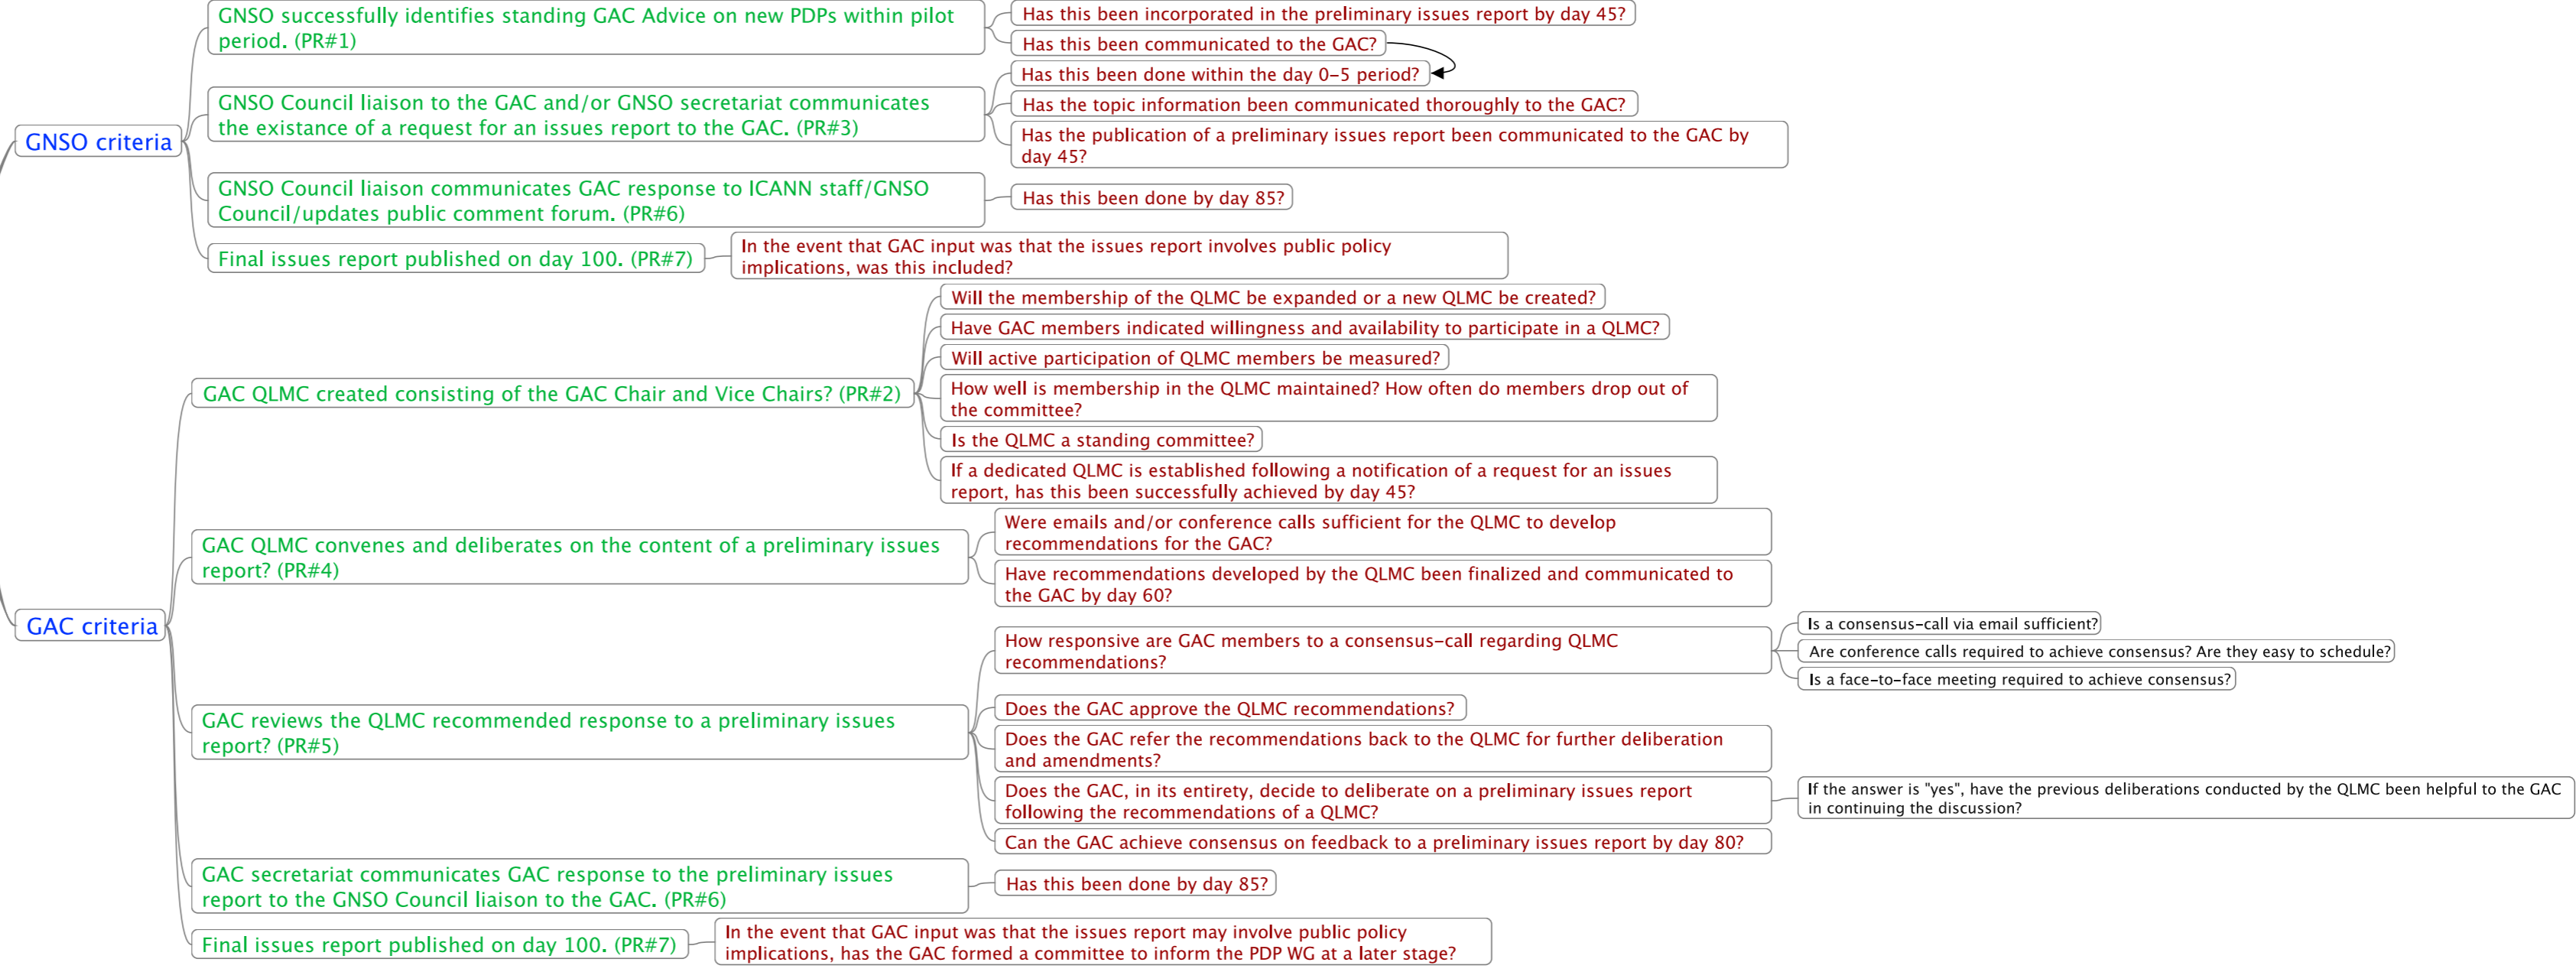 GNSO criteria
GNSO successfully identifies standing GAC Advice on new PDPs within pilot
period. (PR#1)
Has this been incorporated in the preliminary issues report by day 45?
Has this been communicated to the GAC?
GNSO Council liaison to the GAC and/or GNSO secretariat communicates
the existance of a request for an issues report to the GAC. (PR#3)
Has this been done within the day 0-5 period?
Has the topic information been communicated thoroughly to the GAC?
Has the publication of a preliminary issues report been communicated to the GAC by
day 45?
GNSO Council liaison communicates GAC response to ICANN staff/GNSO
Council/updates public comment forum. (PR#6)
Has this been done by day 85?
Final issues report published on day 100. (PR#7)
In the event that GAC input was that the issues report involves public policy
implications, was this included?
GAC criteria
GAC QLMC created consisting of the GAC Chair and Vice Chairs? (PR#2)
Will the membership of the QLMC be expanded or a new QLMC be created?
Have GAC members indicated willingness and availability to participate in a QLMC?
Will active participation of QLMC members be measured?
How well is membership in the QLMC maintained? How often do members drop out of
the committee?
Is the QLMC a standing committee?
If a dedicated QLMC is established following a notification of a request for an issues
report, has this been successfully achieved by day 45?
GAC QLMC convenes and deliberates on the content of a preliminary issues
report? (PR#4)
Were emails and/or conference calls sufficient for the QLMC to develop
recommendations for the GAC?
Have recommendations developed by the QLMC been finalized and communicated to
the GAC by day 60?
GAC reviews the QLMC recommended response to a preliminary issues
report? (PR#5)
How responsive are GAC members to a consensus-call regarding QLMC
recommendations?
Is a consensus-call via email sufficient?
Are conference calls required to achieve consensus? Are they easy to schedule?
Is a face-to-face meeting required to achieve consensus?
Does the GAC approve the QLMC recommendations?
Does the GAC refer the recommendations back to the QLMC for further deliberation
and amendments?
Does the GAC, in its entirety, decide to deliberate on a preliminary issues report
following the recommendations of a QLMC?
If the answer is "yes", have the previous deliberations conducted by the QLMC been helpful to the GAC
in continuing the discussion?
Can the GAC achieve consensus on feedback to a preliminary issues report by day 80?
GAC secretariat communicates GAC response to the preliminary issues
report to the GNSO Council liaison to the GAC. (PR#6)
Has this been done by day 85?
Final issues report published on day 100. (PR#7)
In the event that GAC input was that the issues report may involve public policy
implications, has the GAC formed a committee to inform the PDP WG at a later stage?